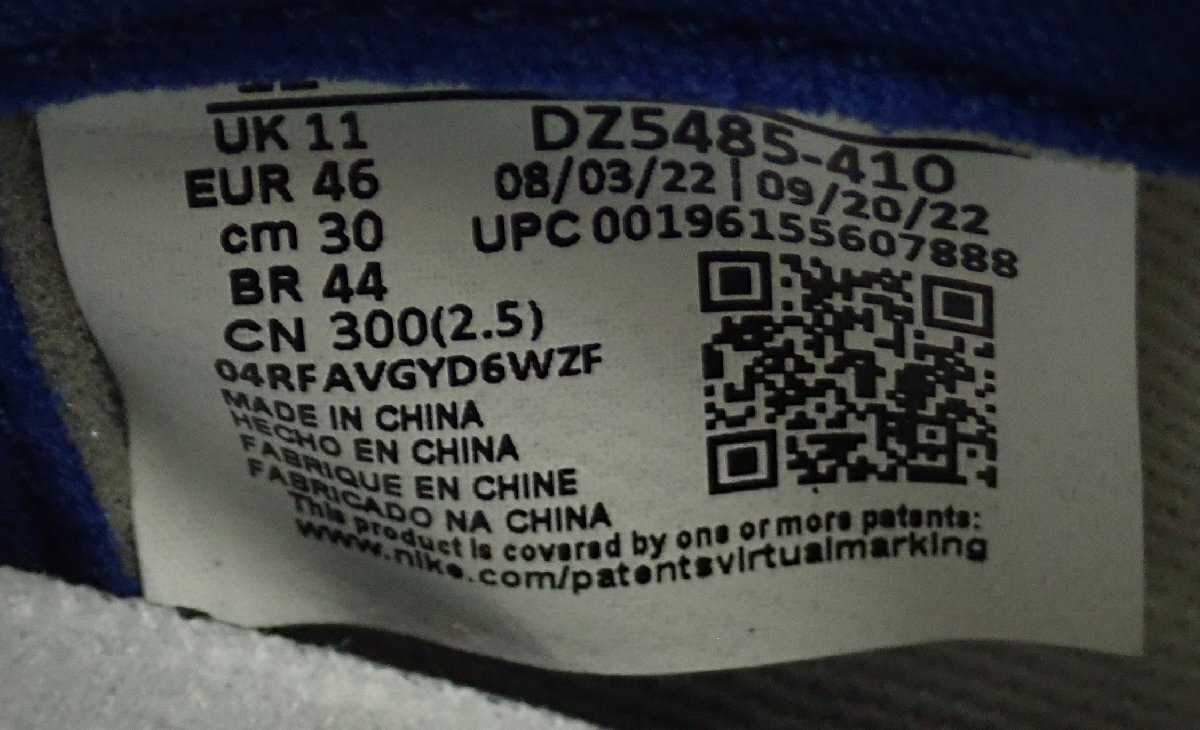 UK 11
EUR 46
cm 30
BR 44
CN 300(2.5)
04RFAVGYD6WZF
DZ5485-410
08/03/22 | 09/20/22
UPC 00196155607888
MADE IN CHINA
HECHO EN CHINA
FABRIQUE EN CHINE
FABRICADO NA CHINA
This product is covered by one or more patents:
www.nike.com/patentsvirtualmarking